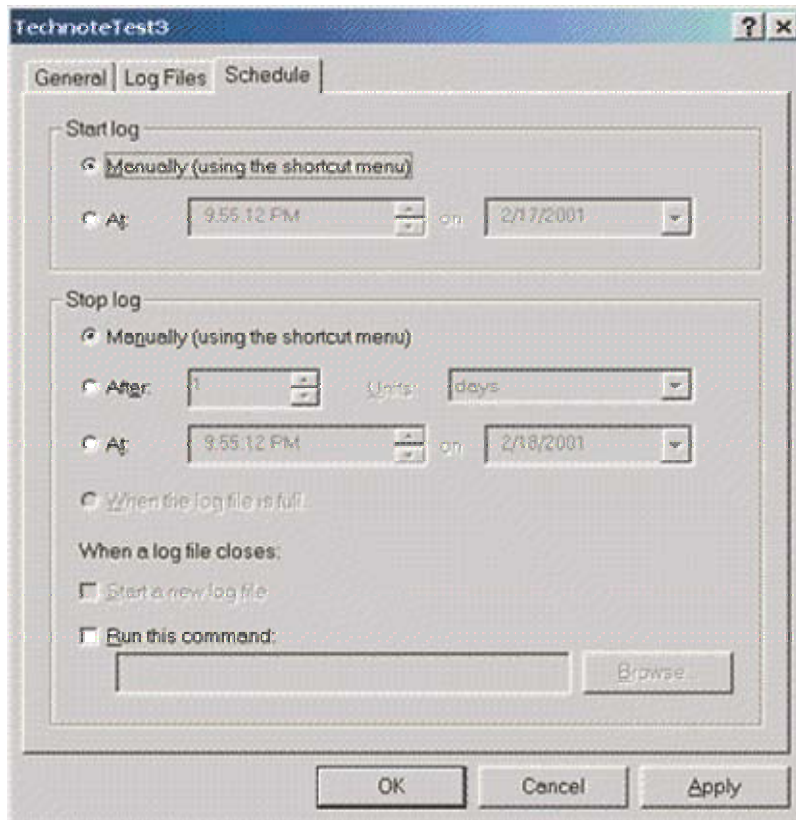 TechnoteTest3
General Log Files Schedule
Start log
Manually (using the shortcut menu)
At: 9:55:12 PM on 2/17/2001
Stop log
Manually (using the shortcut menu)
After: 1 Units: days
At: 9:55:12 PM on 2/18/2001
When the log file is full.
When a log file closes:
Start a new log file
Run this command:
Browse...
OK Cancel Apply